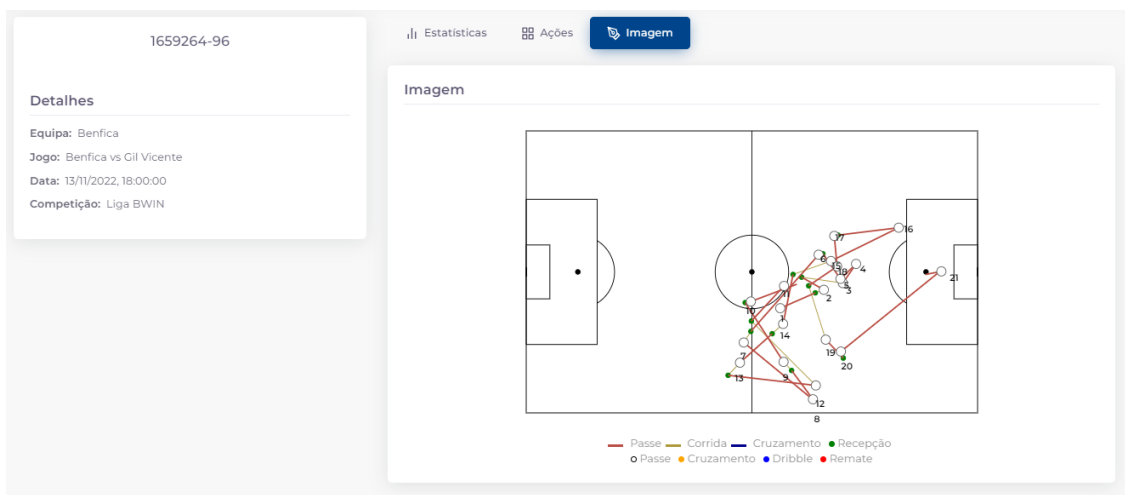 1659264-96
Detalhes
Equipa: Benfica
Jogo: Benfica vs Gil Vicente
Data: 13/11/2022, 18:00:00
Competição: Liga BWIN
Estatísticas
Ações
Imagem
Imagem
17
16
6
15
18
4
21
5
3
11
2
10
1
14
7
19
20
9
13
12
8
Passe Corrida Cruzamento Recepção
Passe Cruzamento Dribble Remate